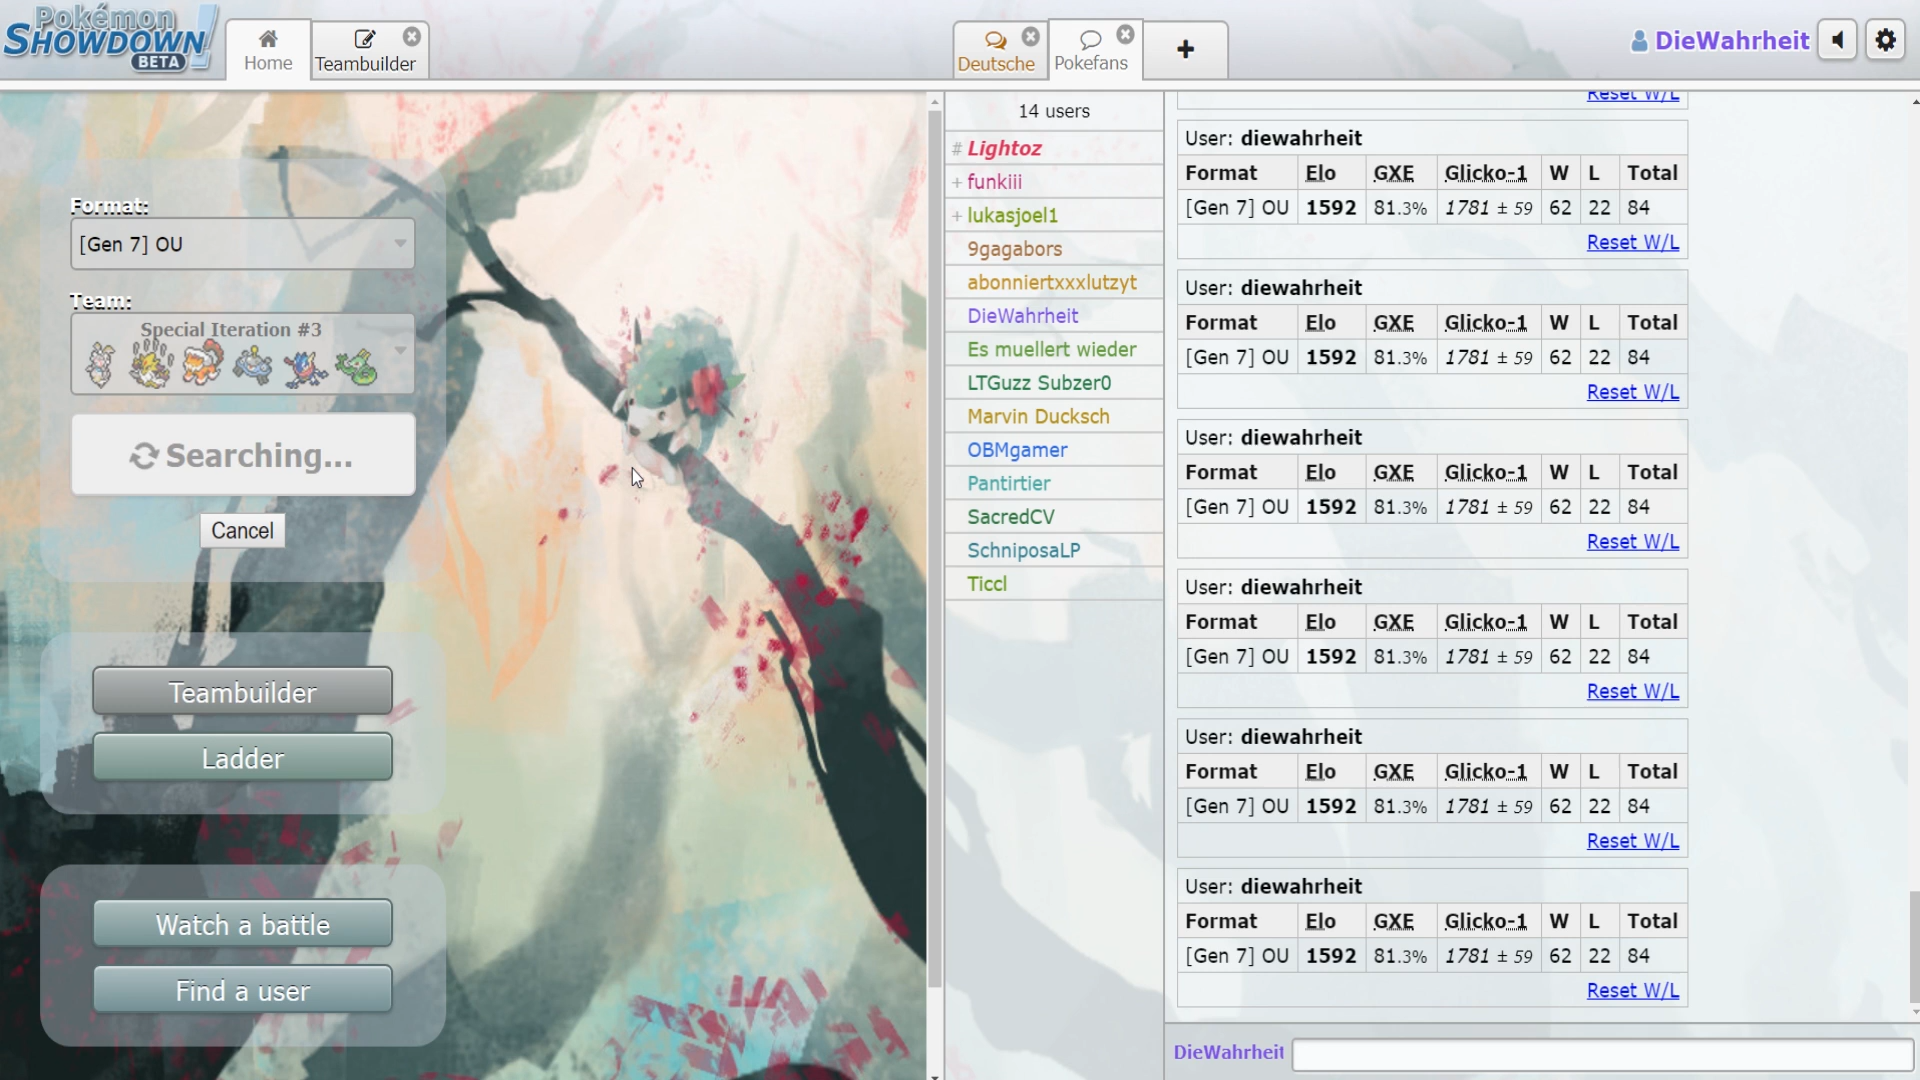 Pokémon
SHOWDOWN!
BETA
Home
Teambuilder
Deutsche
Pokefans
+
DieWahrheit
Format:
[Gen 7] OU
Team:
Special Iteration #3
Searching...
Cancel
Teambuilder
Ladder
Watch a battle
Find a user
14 users
# Lightoz
+ funkiii
+ lukasjoel1
9gagabors
abonniertxxxlutzyt
DieWahrheit
Es muellert wieder
LTGuzz Subzer0
Marvin Ducksch
OBMgamer
Pantirtier
SacredCV
SchniposaLP
Ticcl
Reset W/L
User: diewahrheit
Format Elo GXE Glicko-1 W L Total
[Gen 7] OU 1592 81.3% 1781 ± 59 62 22 84
Reset W/L
User: diewahrheit
Format Elo GXE Glicko-1 W L Total
[Gen 7] OU 1592 81.3% 1781 ± 59 62 22 84
Reset W/L
User: diewahrheit
Format Elo GXE Glicko-1 W L Total
[Gen 7] OU 1592 81.3% 1781 ± 59 62 22 84
Reset W/L
User: diewahrheit
Format Elo GXE Glicko-1 W L Total
[Gen 7] OU 1592 81.3% 1781 ± 59 62 22 84
Reset W/L
User: diewahrheit
Format Elo GXE Glicko-1 W L Total
[Gen 7] OU 1592 81.3% 1781 ± 59 62 22 84
Reset W/L
User: diewahrheit
Format Elo GXE Glicko-1 W L Total
[Gen 7] OU 1592 81.3% 1781 ± 59 62 22 84
Reset W/L
DieWahrheit